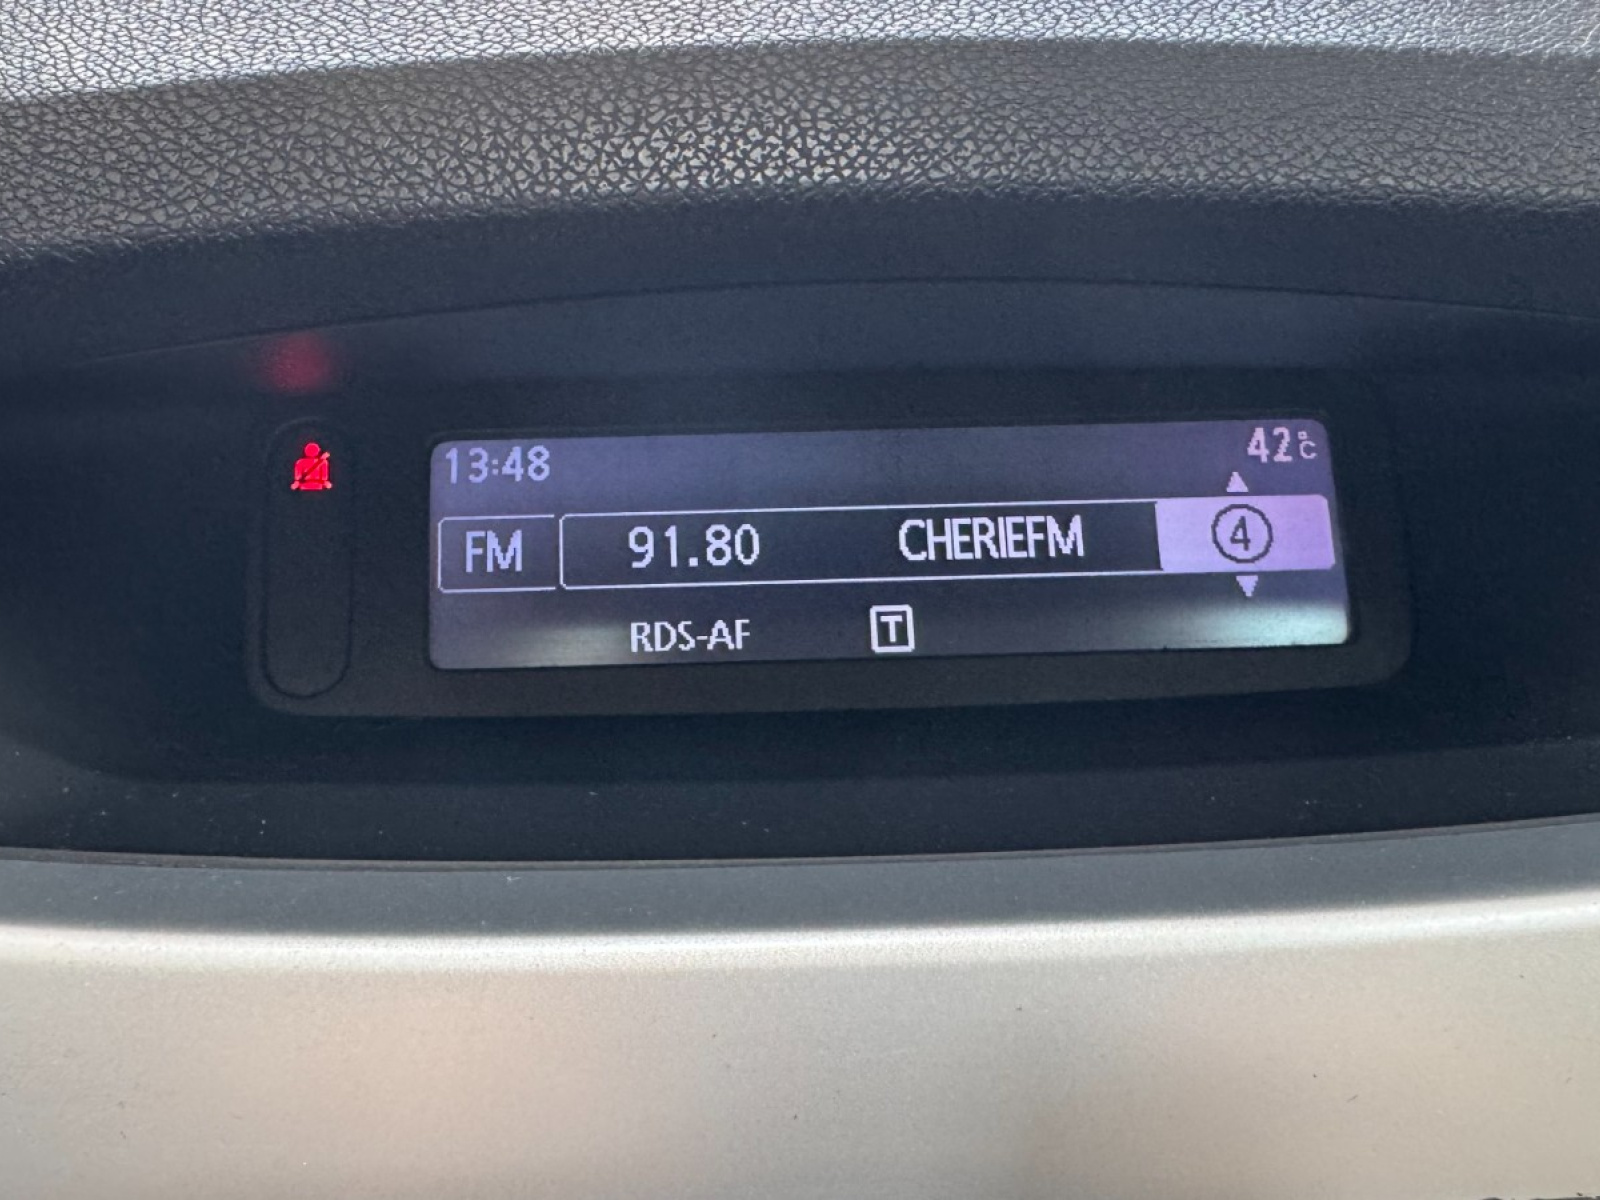 13:48 42°C
FM 91.80 CHERIEFM 4
RDS-AF T